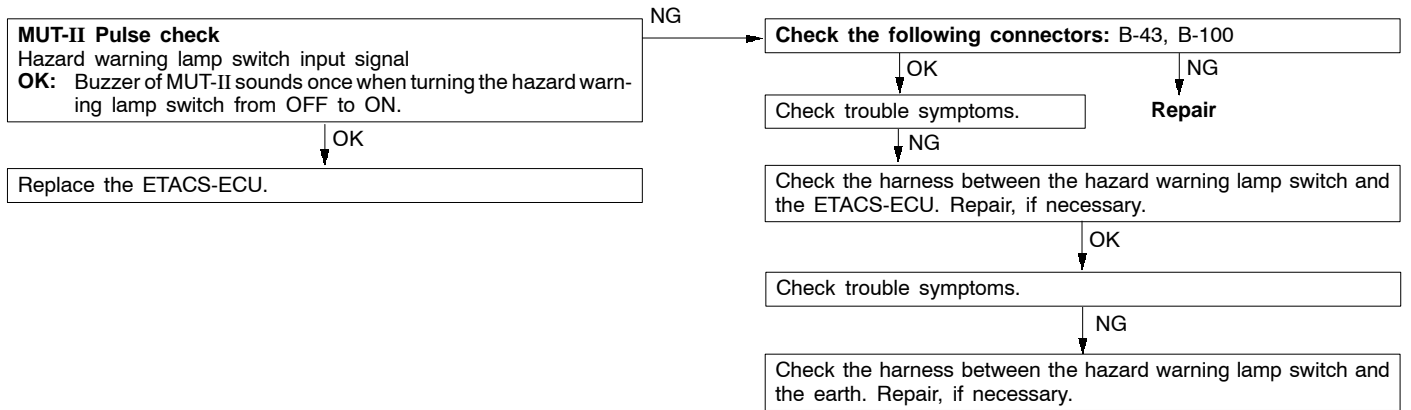 MUT-II Pulse check
Hazard warning lamp switch input signal
OK: Buzzer of MUT-II sounds once when turning the hazard warn-
ing lamp switch from OFF to ON.
OK
Replace the ETACS-ECU.
NG
Check the following connectors: B-43, B-100
OK
NG
Check trouble symptoms.
Repair
NG
Check the harness between the hazard warning lamp switch and
the ETACS-ECU. Repair, if necessary.
OK
Check trouble symptoms.
NG
Check the harness between the hazard warning lamp switch and
the earth. Repair, if necessary.